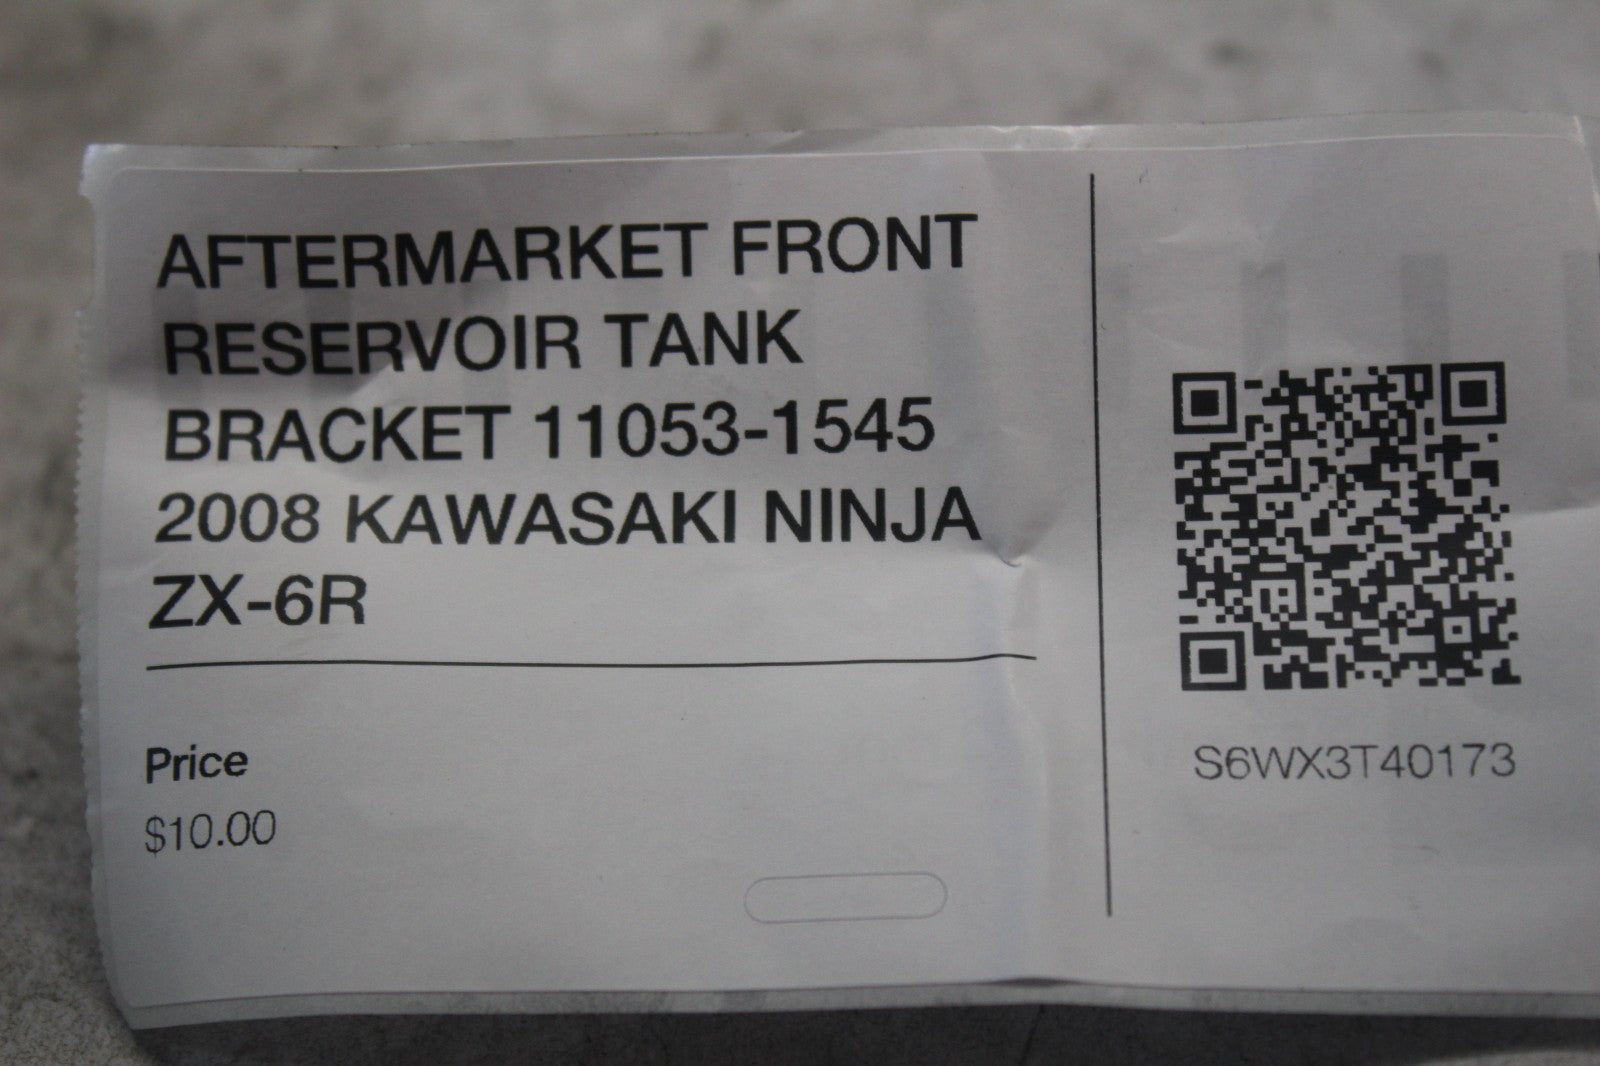 AFTERMARKET FRONT
RESERVOIR TANK
BRACKET 11053-1545
2008 KAWASAKI NINJA
ZX-6R
Price
$10.00
S6WX3T40173